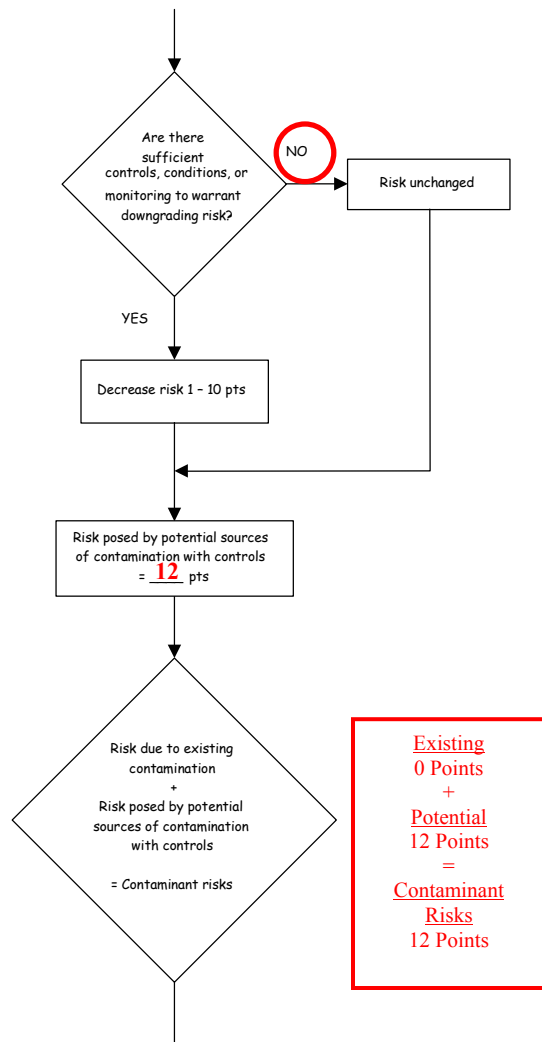 Are there
sufficient
controls, conditions, or
monitoring to warrant
downgrading risk?
NO
Risk unchanged
YES
Decrease risk 1 – 10 pts
Risk posed by potential sources
of contamination with controls
= 12 pts
Risk due to existing
contamination
+
Risk posed by potential
sources of contamination
with controls
= Contaminant risks
Existing
0 Points
+
Potential
12 Points
=
Contaminant
Risks
12 Points